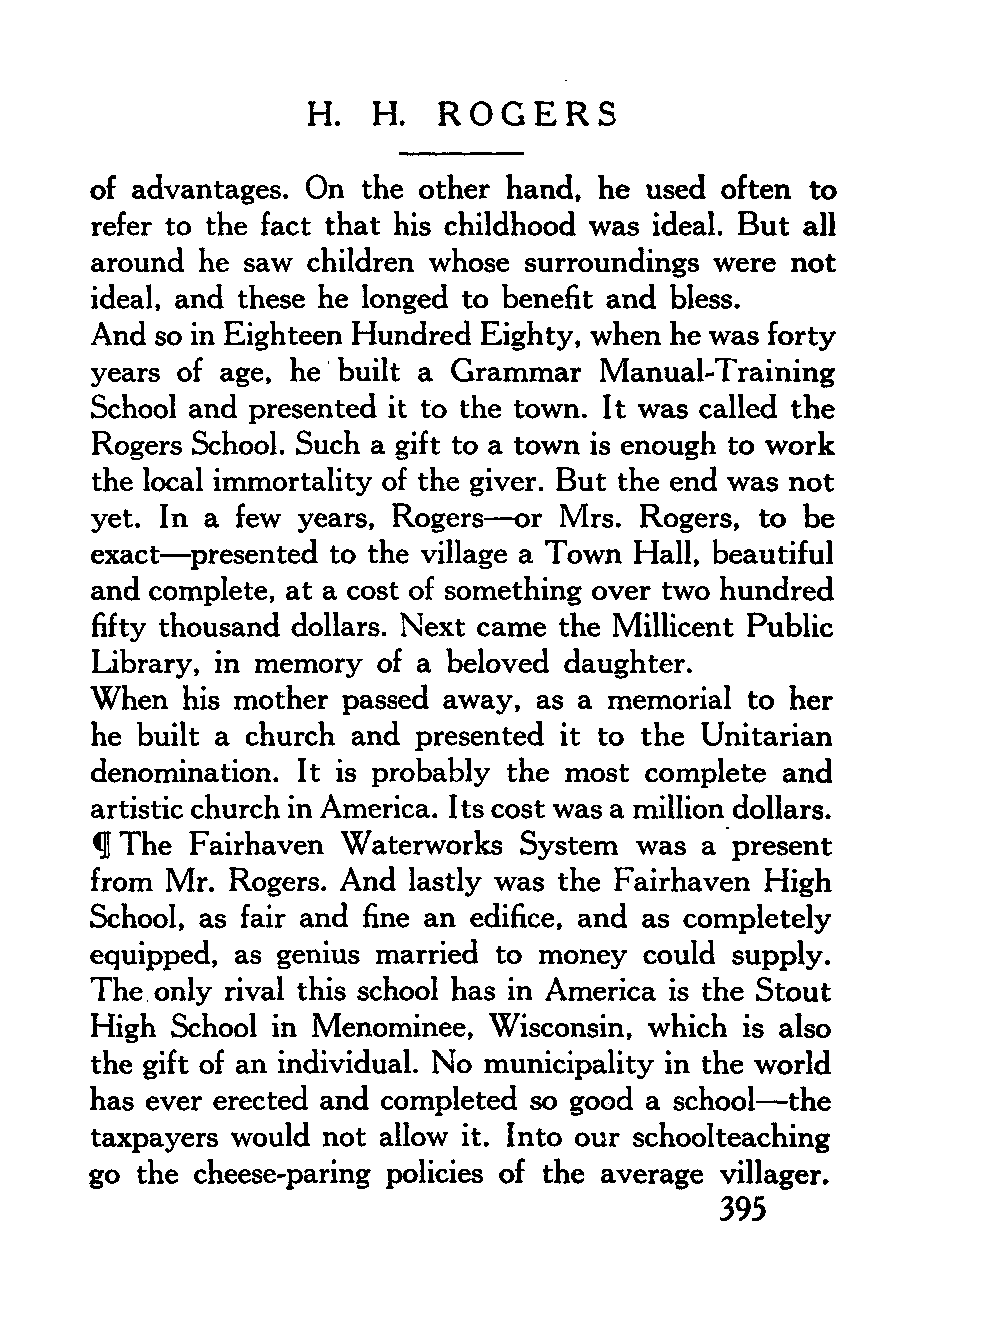 H. H. ROGERS
of advantages. On the other hand, he used often to
refer to the fact that his childhood was ideal. But all
around he saw children whose surroundings were not
ideal, and these he longed to benefit and bless.
And so in Eighteen Hundred Eighty, when he was forty
years of age, he built a Grammar Manual-Training
School and presented it to the town. It was called the
Rogers School. Such a gift to a town is enough to work
the local immortality of the giver. But the end was not
yet. In a few years, Rogers—or Mrs. Rogers, to be
exact—presented to the village a Town Hall, beautiful
and complete, at a cost of something over two hundred
fifty thousand dollars. Next came the Millicent Public
Library, in memory of a beloved daughter.
When his mother passed away, as a memorial to her
he built a church and presented it to the Unitarian
denomination. It is probably the most complete and
artistic church in America. Its cost was a million dollars.
¶ The Fairhaven Waterworks System was a present
from Mr. Rogers. And lastly was the Fairhaven High
School, as fair and fine an edifice, and as completely
equipped, as genius married to money could supply.
The only rival this school has in America is the Stout
High School in Menominee, Wisconsin, which is also
the gift of an individual. No municipality in the world
has ever erected and completed so good a school—the
taxpayers would not allow it. Into our schoolteaching
go the cheese-paring policies of the average villager.
395